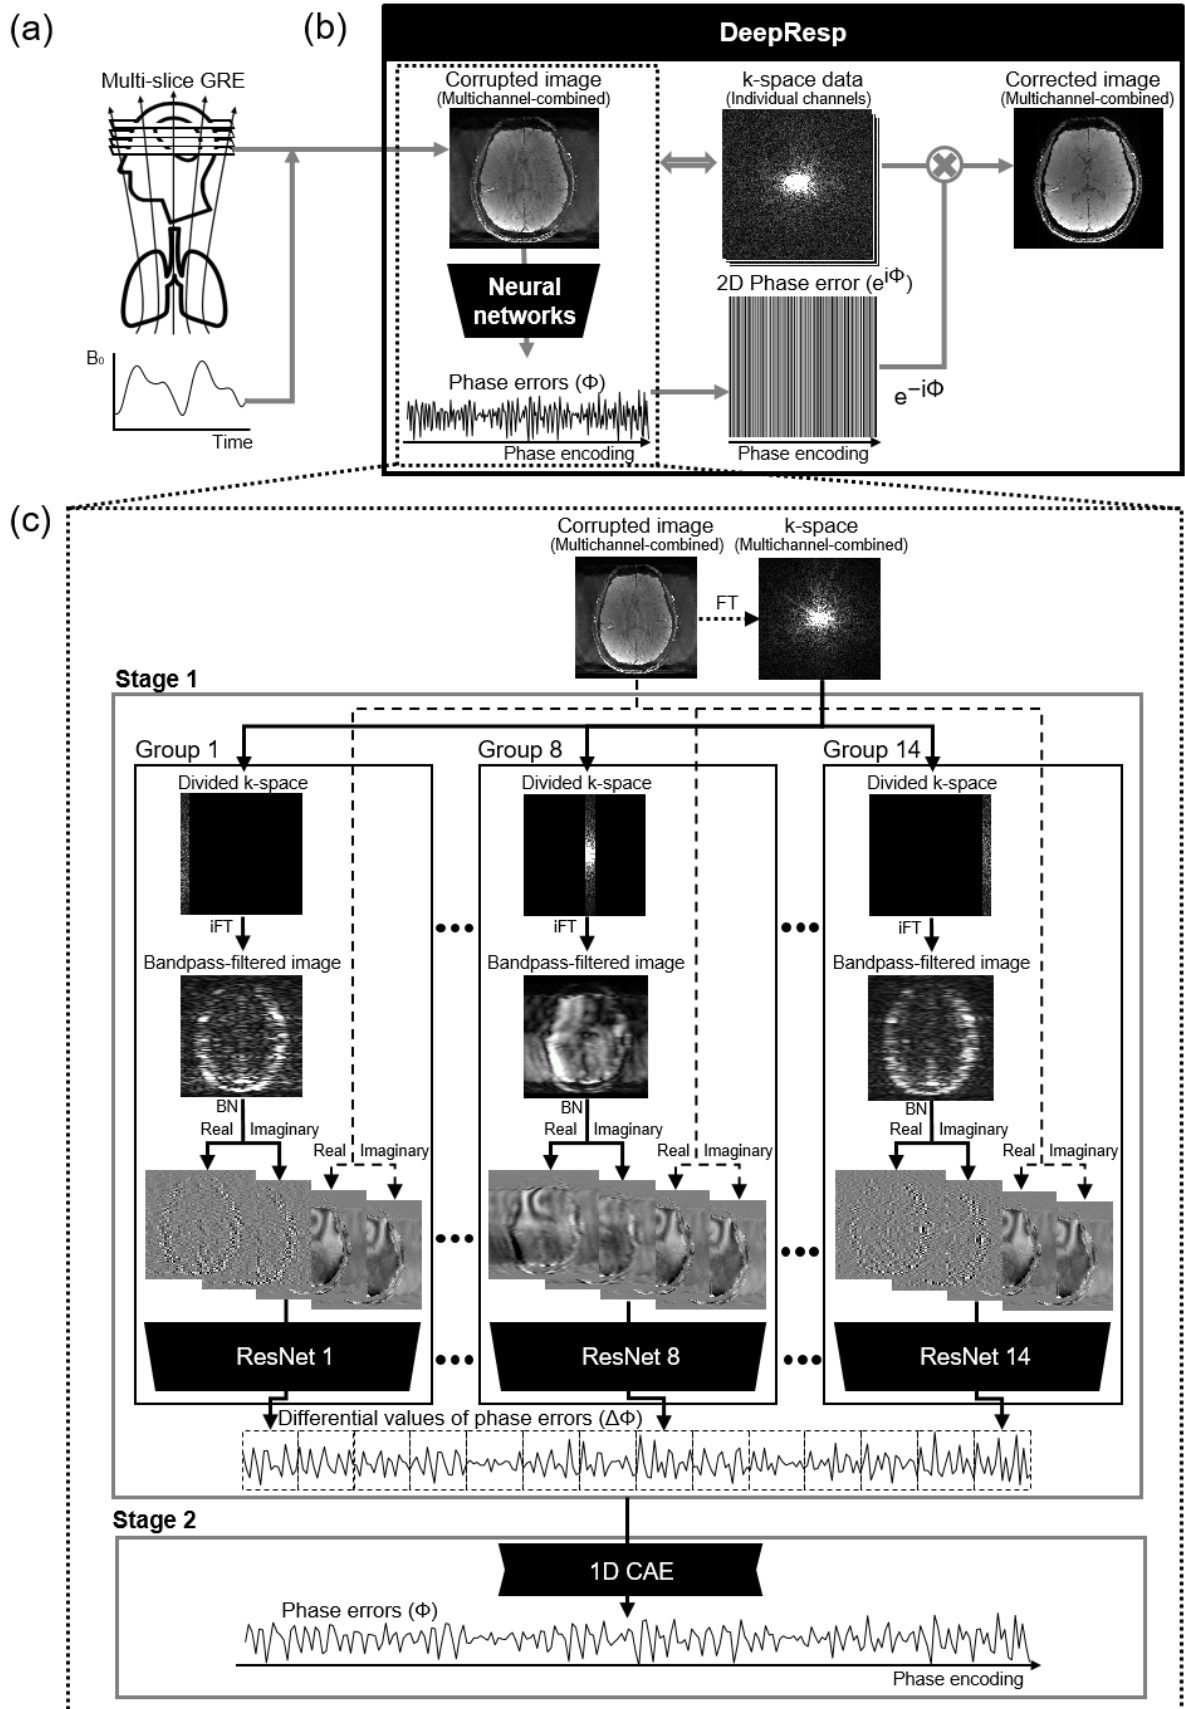 (a)
Multi-slice GRE
B₀
Time
(b)
DeepResp
Corrupted image
(Multichannel-combined)
k-space data
(Individual channels)
Corrected image
(Multichannel-combined)
Neural
networks
2D Phase error (e^{iΦ})
e^{−iΦ}
Phase errors (Φ)
Phase encoding
Phase encoding
(c)
Corrupted image
(Multichannel-combined)
k-space
(Multichannel-combined)
FT
Stage 1
Group 1
Divided k-space
iFT
Bandpass-filtered image
BN
Real
Imaginary
Real
Imaginary
ResNet 1
Group 8
Divided k-space
iFT
Bandpass-filtered image
BN
Real
Imaginary
Real
Imaginary
ResNet 8
Group 14
Divided k-space
iFT
Bandpass-filtered image
BN
Real
Imaginary
Real
Imaginary
ResNet 14
Differential values of phase errors (ΔΦ)
Stage 2
1D CAE
Phase errors (Φ)
Phase encoding